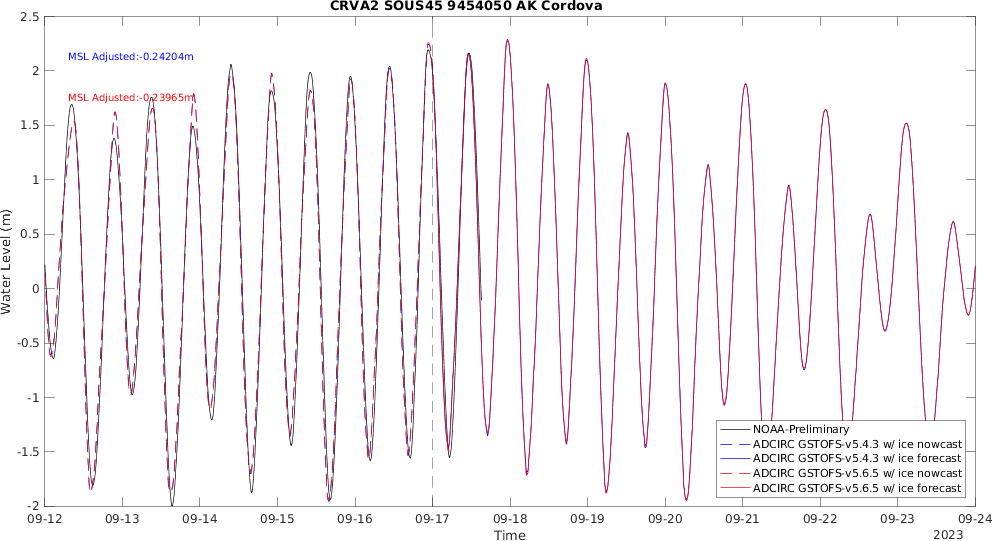 CRVA2 SOUS45 9454050 AK Cordova
2.5
2
1.5
1
0.5
0
-0.5
-1
-1.5
-2
Water Level (m)
MSL Adjusted:-0.24204m
MSL Adjusted:-0.23965m
NOAA-Preliminary
ADCIRC GSTOFS-v5.4.3 w/ ice nowcast
ADCIRC GSTOFS-v5.4.3 w/ ice forecast
ADCIRC GSTOFS-v5.6.5 w/ ice nowcast
ADCIRC GSTOFS-v5.6.5 w/ ice forecast
09-12 09-13 09-14 09-15 09-16 09-17 09-18 09-19 09-20 09-21 09-22 09-23 09-24
Time
2023